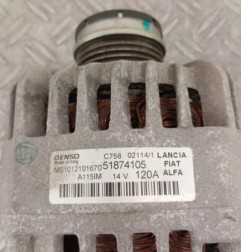 DENSO C758 02114/1 LANCIA
Made in Italy
MS1012101670 51874105 FIAT
A115IM 14 V 120A ALFA